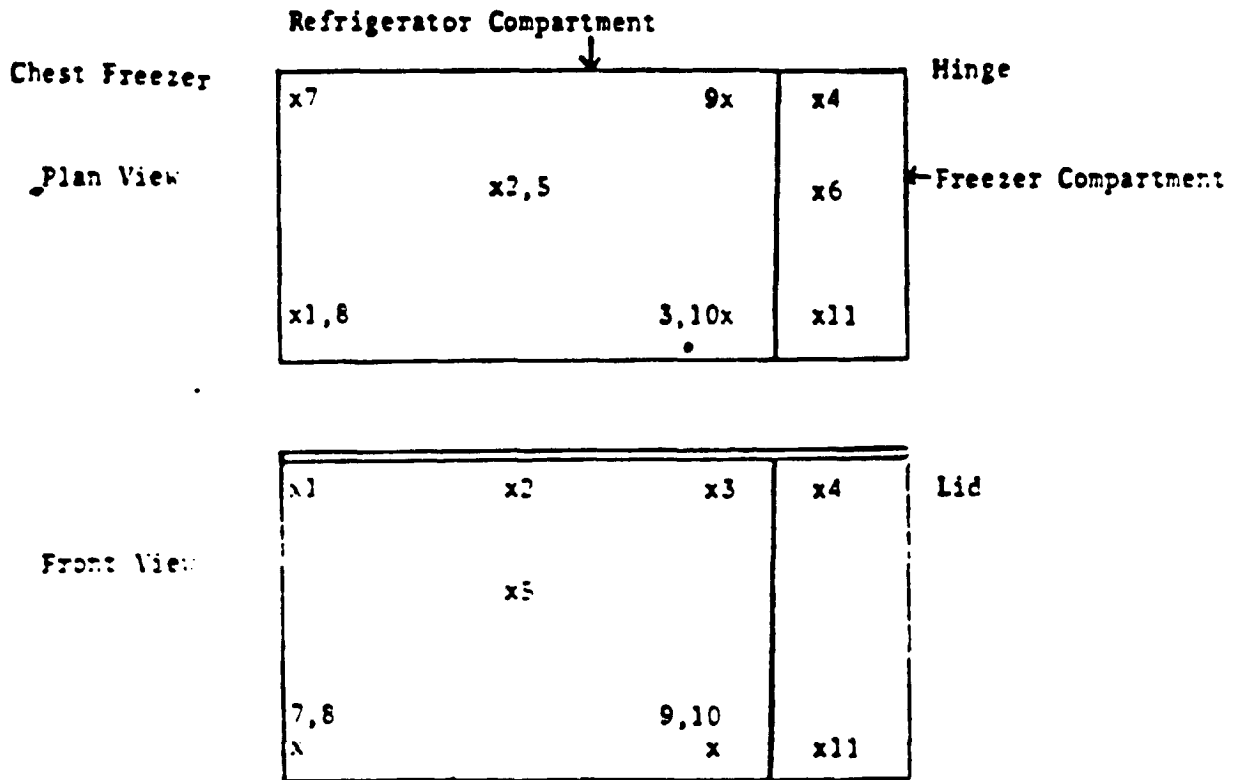 Refrigerator Compartment
Chest Freezer
Hinge
x7 9x x4
Plan View
x2,5 x6
Freezer Compartment
x1,8 3,10x x11
x1 x2 x3 x4
Lid
Front View
x5
7,8 9,10
x x x11